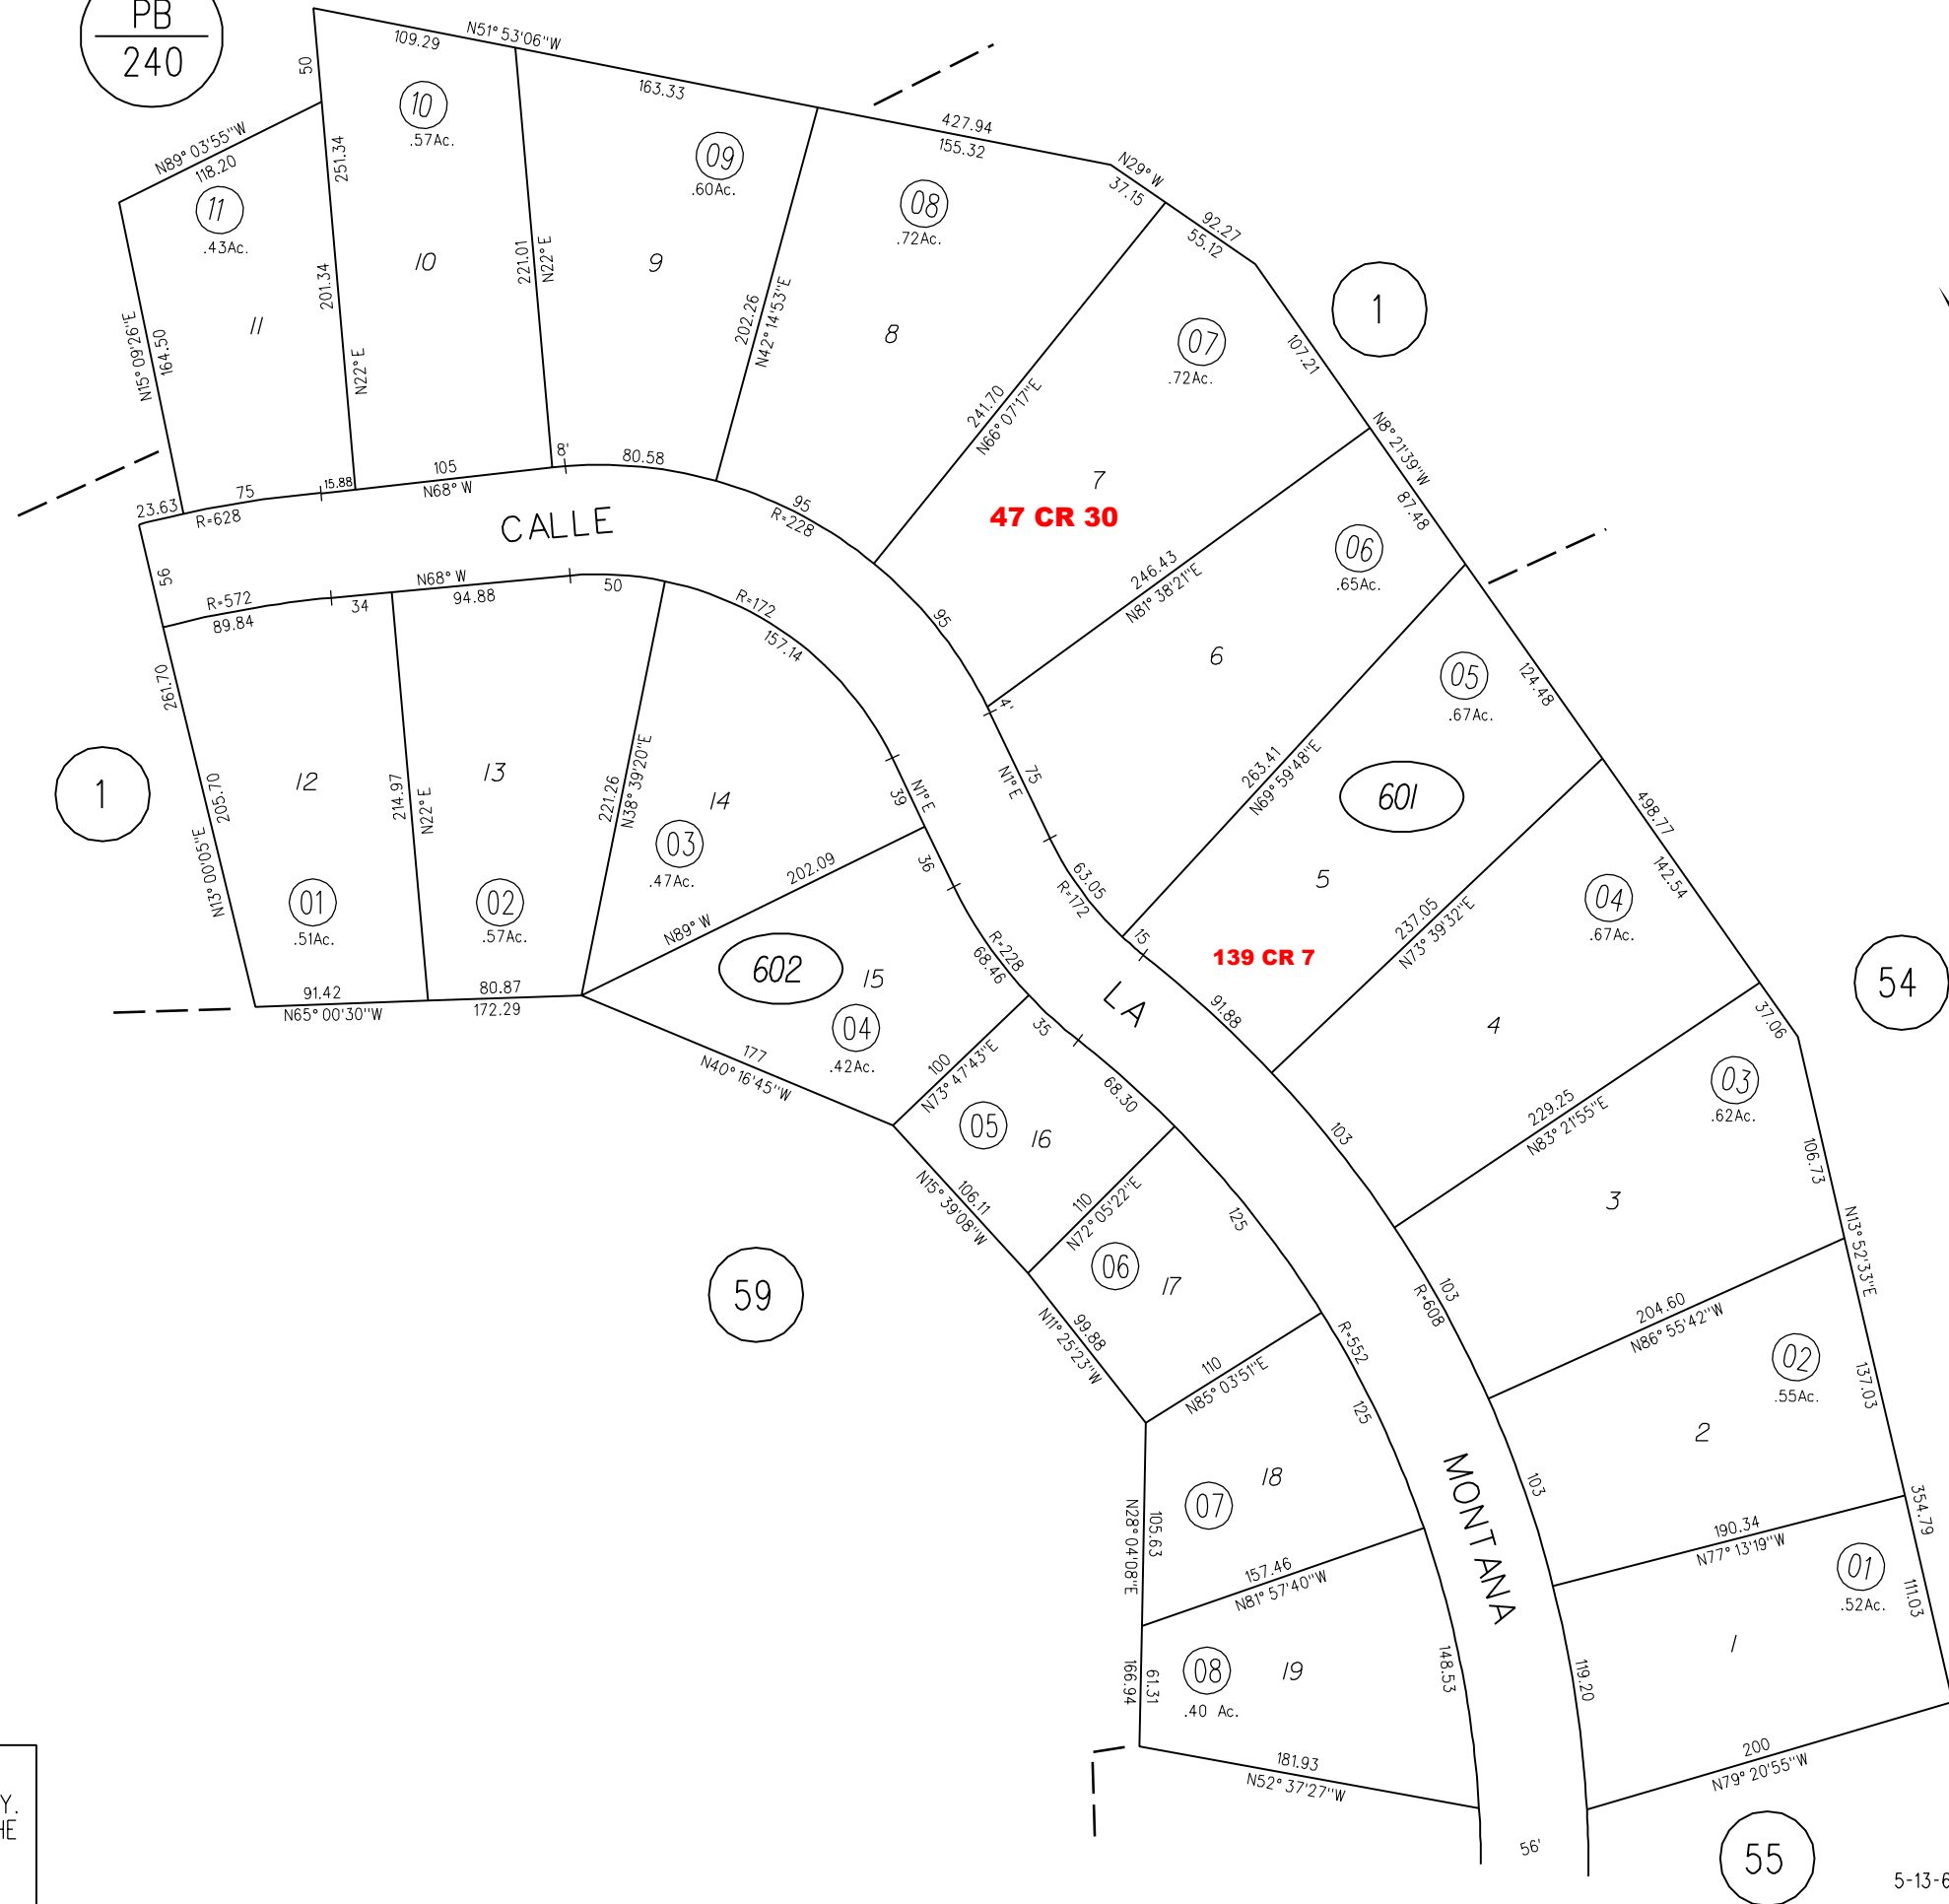 PB
240
N51°53'06"W
109.29
163.33
427.94
155.32
N29°W
37.15
92.27
55.12
50
10
.57Ac.
09
.60Ac.
08
.72Ac.
N89°03'55"W
118.20
11
.43Ac.
251.34
201.34
N22°E
10
221.01
N22°E
9
202.26
N42°14'53"E
8
11
N15°09'26"E
164.50
07
.72Ac.
1
107.21
N8°21'39"W
87.48
241.70
N66°07'17"E
7
47 CR 30
23.63
75
R=628
15.88
105
N68°W
8'
80.58
95
R=228
95
CALLE
56
R=572
89.84
34
N68°W
94.88
50
R=172
157.14
246.43
N81°38'21"E
06
.65Ac.
6
05
.67Ac.
124.48
4'
75
N1°E
263.41
N69°59'48"E
601
498.77
142.54
261.70
205.70
N13°00'05"E
12
214.97
N22°E
13
221.26
N38°39'20"E
14
03
.47Ac.
39
N1°E
36
1
01
.51Ac.
02
.57Ac.
202.09
N89°W
63.05
R=172
15
5
139 CR 7
237.05
N73°39'32"E
04
.67Ac.
91.42
N65°00'30"W
80.87
172.29
602
15
04
.42Ac.
R=228
68.46
35
LA
91.88
4
54
37.06
177
N40°16'45"W
100
N73°47'43"E
68.30
05
16
103
229.25
N83°21'55"E
03
.62Ac.
106.73
106.11
N15°39'08"W
110
N72°05'22"E
06
17
125
3
N13°52'33"E
59
99.88
N11°25'23"W
R=552
103
R=608
204.60
N86°55'42"W
02
.55Ac.
137.03
110
N85°03'51"E
125
2
18
07
N28°04'08"E
105.63
MONTANA
103
190.34
N77°13'19"W
354.79
01
.52Ac.
111.03
157.46
N81°57'40"W
1
08
.40 Ac.
19
166.94
61.31
148.53
119.20
181.93
N52°37'27"W
200
N79°20'55"W
Y.
HE
56'
55
5-13-6